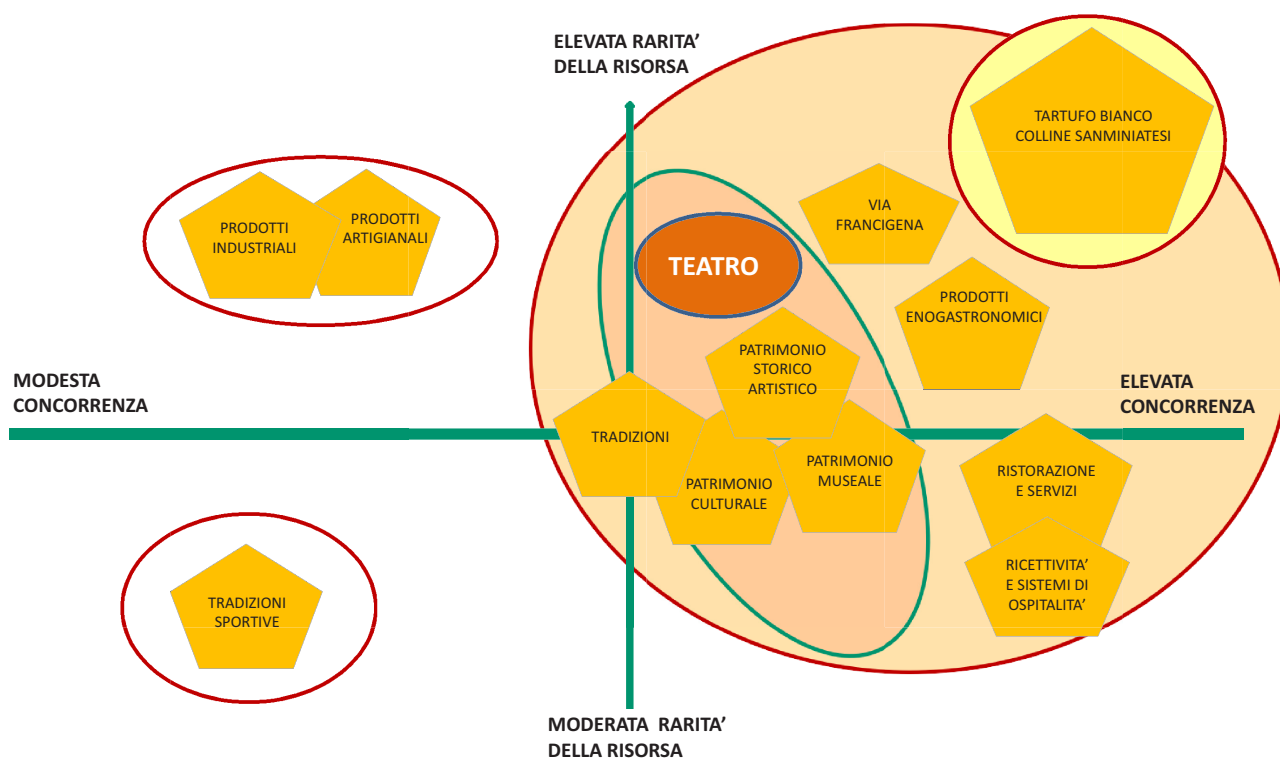 ELEVATA RARITA’
DELLA RISORSA
TARTUFO BIANCO
COLLINE SANMINIATESI
PRODOTTI
INDUSTRIALI
PRODOTTI
ARTIGIANALI
VIA
FRANCIGENA
TEATRO
PRODOTTI
ENOGASTRONOMICI
PATRIMONIO
STORICO
ARTISTICO
MODESTA
CONCORRENZA
ELEVATA
CONCORRENZA
TRADIZIONI
PATRIMONIO
CULTURALE
PATRIMONIO
MUSEALE
RISTORAZIONE
E SERVIZI
RICETTIVITA’
E SISTEMI DI
OSPITALITA’
TRADIZIONI
SPORTIVE
MODERATA RARITA’
DELLA RISORSA